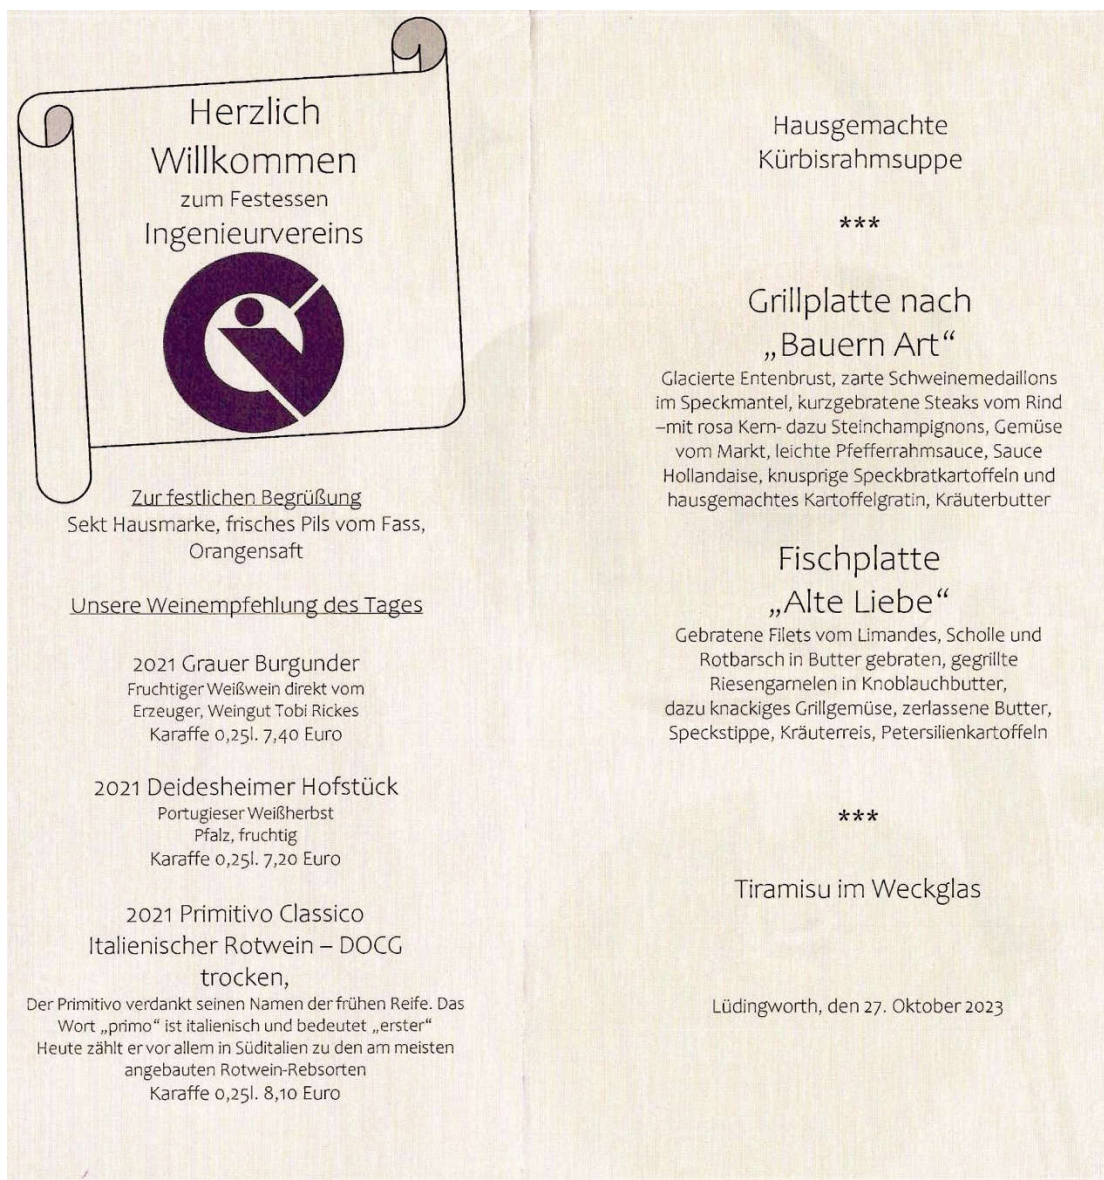 Herzlich
Willkommen
zum Festessen
Ingenieurvereins
Zur festlichen Begrüßung
Sekt Hausmarke, frisches Pils vom Fass,
Orangensaft
Unsere Weinempfehlung des Tages
2021 Grauer Burgunder
Fruchtiger Weißwein direkt vom
Erzeuger, Weingut Tobi Rickes
Karaffe 0,25l. 7,40 Euro
2021 Deidesheimer Hofstück
Portugieser Weißherbst
Pfalz, fruchtig
Karaffe 0,25l. 7,20 Euro
2021 Primitivo Classico
Italienischer Rotwein – DOCG
trocken,
Der Primitivo verdankt seinen Namen der frühen Reife. Das
Wort „primo“ ist italienisch und bedeutet „erster“
Heute zählt er vor allem in Süditalien zu den am meisten
angebauten Rotwein-Rebsorten
Karaffe 0,25l. 8,10 Euro
Hausgemachte
Kürbisrahmsuppe
***
Grillplatte nach
„Bauern Art“
Glacierte Entenbrust, zarte Schweinemedaillons
im Speckmantel, kurzgebratene Steaks vom Rind
–mit rosa Kern- dazu Steinchampignons, Gemüse
vom Markt, leichte Pfefferrahmsauce, Sauce
Hollandaise, knusprige Speckbratkartoffeln und
hausgemachtes Kartoffelgratin, Kräuterbutter
Fischplatte
„Alte Liebe“
Gebratene Filets vom Limandes, Scholle und
Rotbarsch in Butter gebraten, gegrillte
Riesengarnelen in Knoblauchbutter,
dazu knackiges Grillgemüse, zerlassene Butter,
Speckstippe, Kräuterreis, Petersilienkartoffeln
***
Tiramisu im Weckglas
Lüdingworth, den 27. Oktober 2023